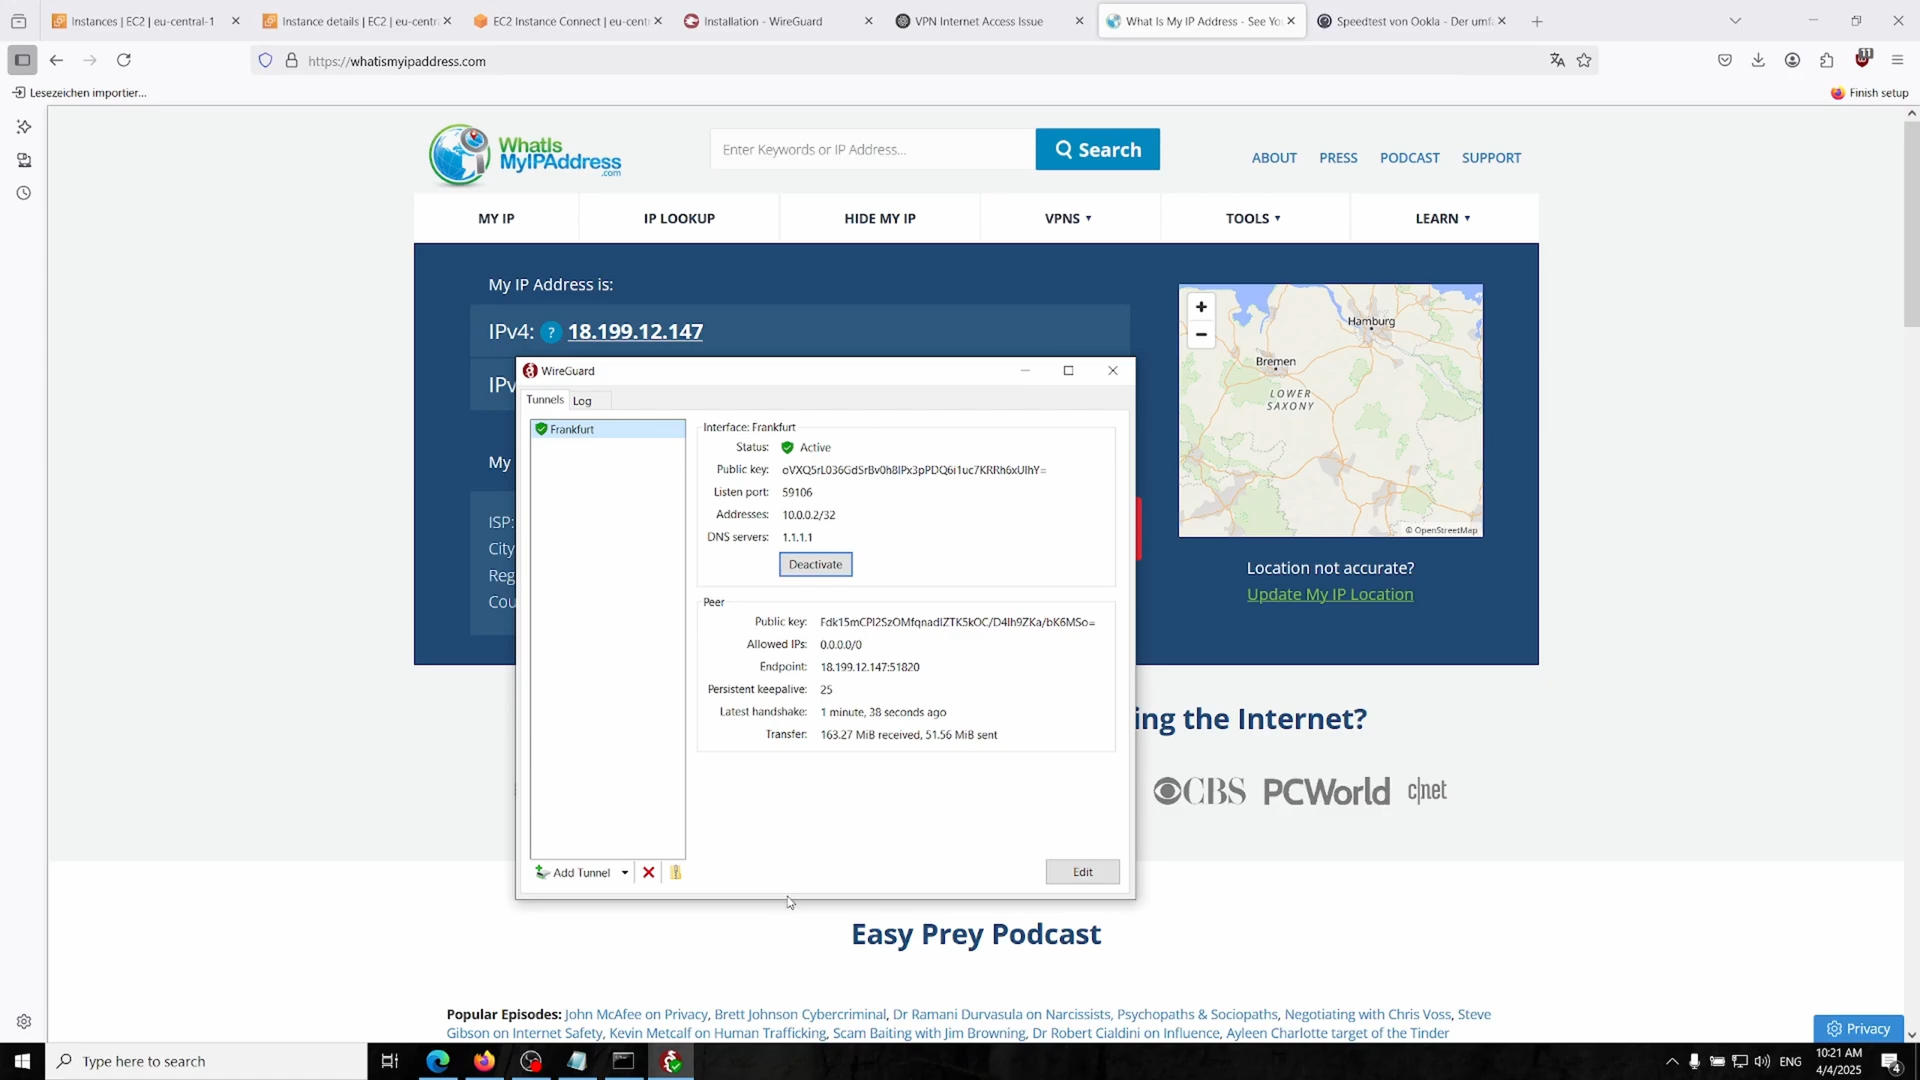 Instances | EC2 | eu-central-1
Instance details | EC2 | eu-centr
EC2 Instance Connect | eu-cent
Installation - WireGuard
VPN Internet Access Issue
What Is My IP Address - See Yo
Speedtest von Ookla - Der umfa
https://whatismyipaddress.com
11
Lesezeichen importier...
Finish setup
WhatIs
MyIPAddress
.com
Enter Keywords or IP Address...
Search
ABOUT
PRESS
PODCAST
SUPPORT
MY IP
IP LOOKUP
HIDE MY IP
VPNS
TOOLS
LEARN
My IP Address is:
IPv4: ? 18.199.12.147
IPv
My
ISP:
City
Reg
Cou
WireGuard
Tunnels
Log
Frankfurt
Interface: Frankfurt
Status: Active
Public key: oVXQ5rL036GdSrBv0h8IPx3pPDQ6i1uc7KRRh6xUIhY=
Listen port: 59106
Addresses: 10.0.0.2/32
DNS servers: 1.1.1.1
Deactivate
Peer
Public key: Fdk15mCPI2SzOMfqnadIZTK5kOC/D4Ih9ZKa/bK6MSo=
Allowed IPs: 0.0.0.0/0
Endpoint: 18.199.12.147:51820
Persistent keepalive: 25
Latest handshake: 1 minute, 38 seconds ago
Transfer: 163.27 MiB received, 51.56 MiB sent
Add Tunnel
Edit
+
−
Hamburg
Bremen
LOWER
SAXONY
© OpenStreetMap
Location not accurate?
Update My IP Location
ing the Internet?
CBS
PCWorld
c|net
Easy Prey Podcast
Popular Episodes: John McAfee on Privacy, Brett Johnson Cybercriminal, Dr Ramani Durvasula on Narcissists, Psychopaths & Sociopaths, Negotiating with Chris Voss, Steve
Gibson on Internet Safety, Kevin Metcalf on Human Trafficking, Scam Baiting with Jim Browning, Dr Robert Cialdini on Influence, Ayleen Charlotte target of the Tinder
Privacy
Type here to search
ENG
10:21 AM
4/4/2025
4